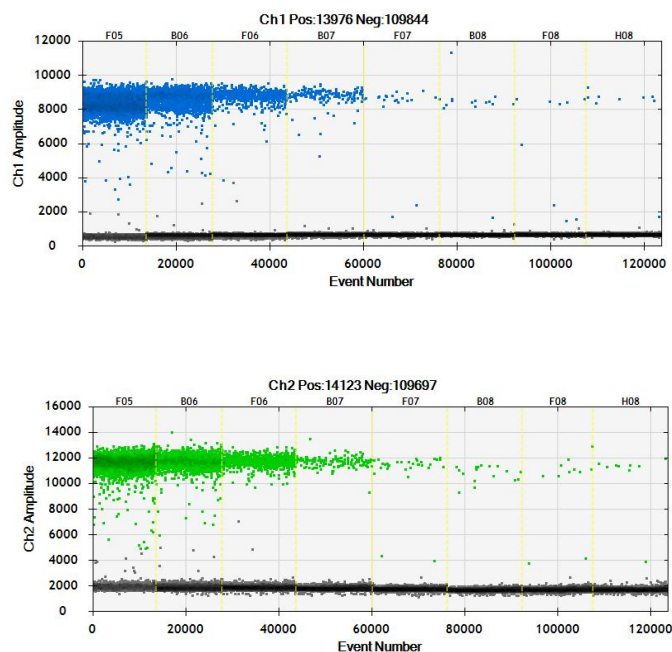 Ch1 Pos:13976 Neg:109844
F05 B06 F06 B07 F07 B08 F08 H08
12000
10000
8000
6000
4000
2000
0
Ch1 Amplitude
0 20000 40000 60000 80000 100000 120000
Event Number
Ch2 Pos:14123 Neg:109697
F05 B06 F06 B07 F07 B08 F08 H08
16000
14000
12000
10000
8000
6000
4000
2000
0
Ch2 Amplitude
0 20000 40000 60000 80000 100000 120000
Event Number